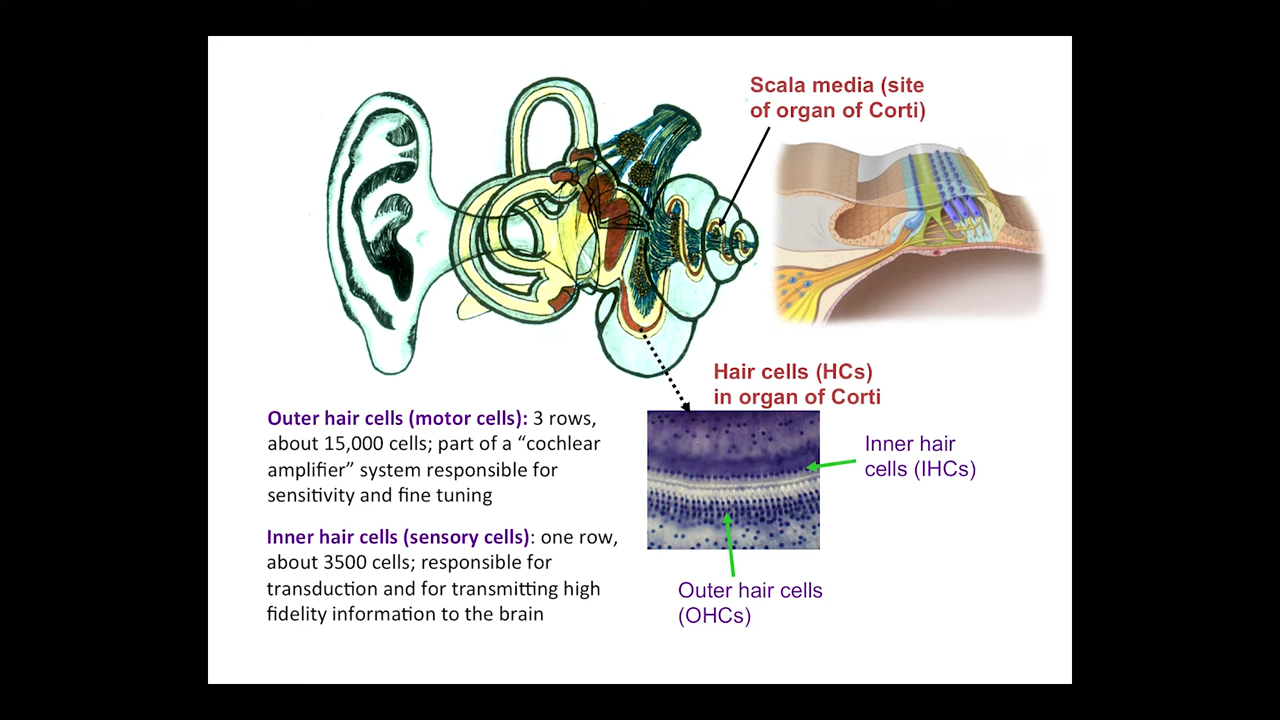 Scala media (site
of organ of Corti)
Hair cells (HCs)
in organ of Corti
Outer hair cells (motor cells): 3 rows,
about 15,000 cells; part of a “cochlear
amplifier” system responsible for
sensitivity and fine tuning
Inner hair cells (sensory cells): one row,
about 3500 cells; responsible for
transduction and for transmitting high
fidelity information to the brain
Inner hair
cells (IHCs)
Outer hair cells
(OHCs)